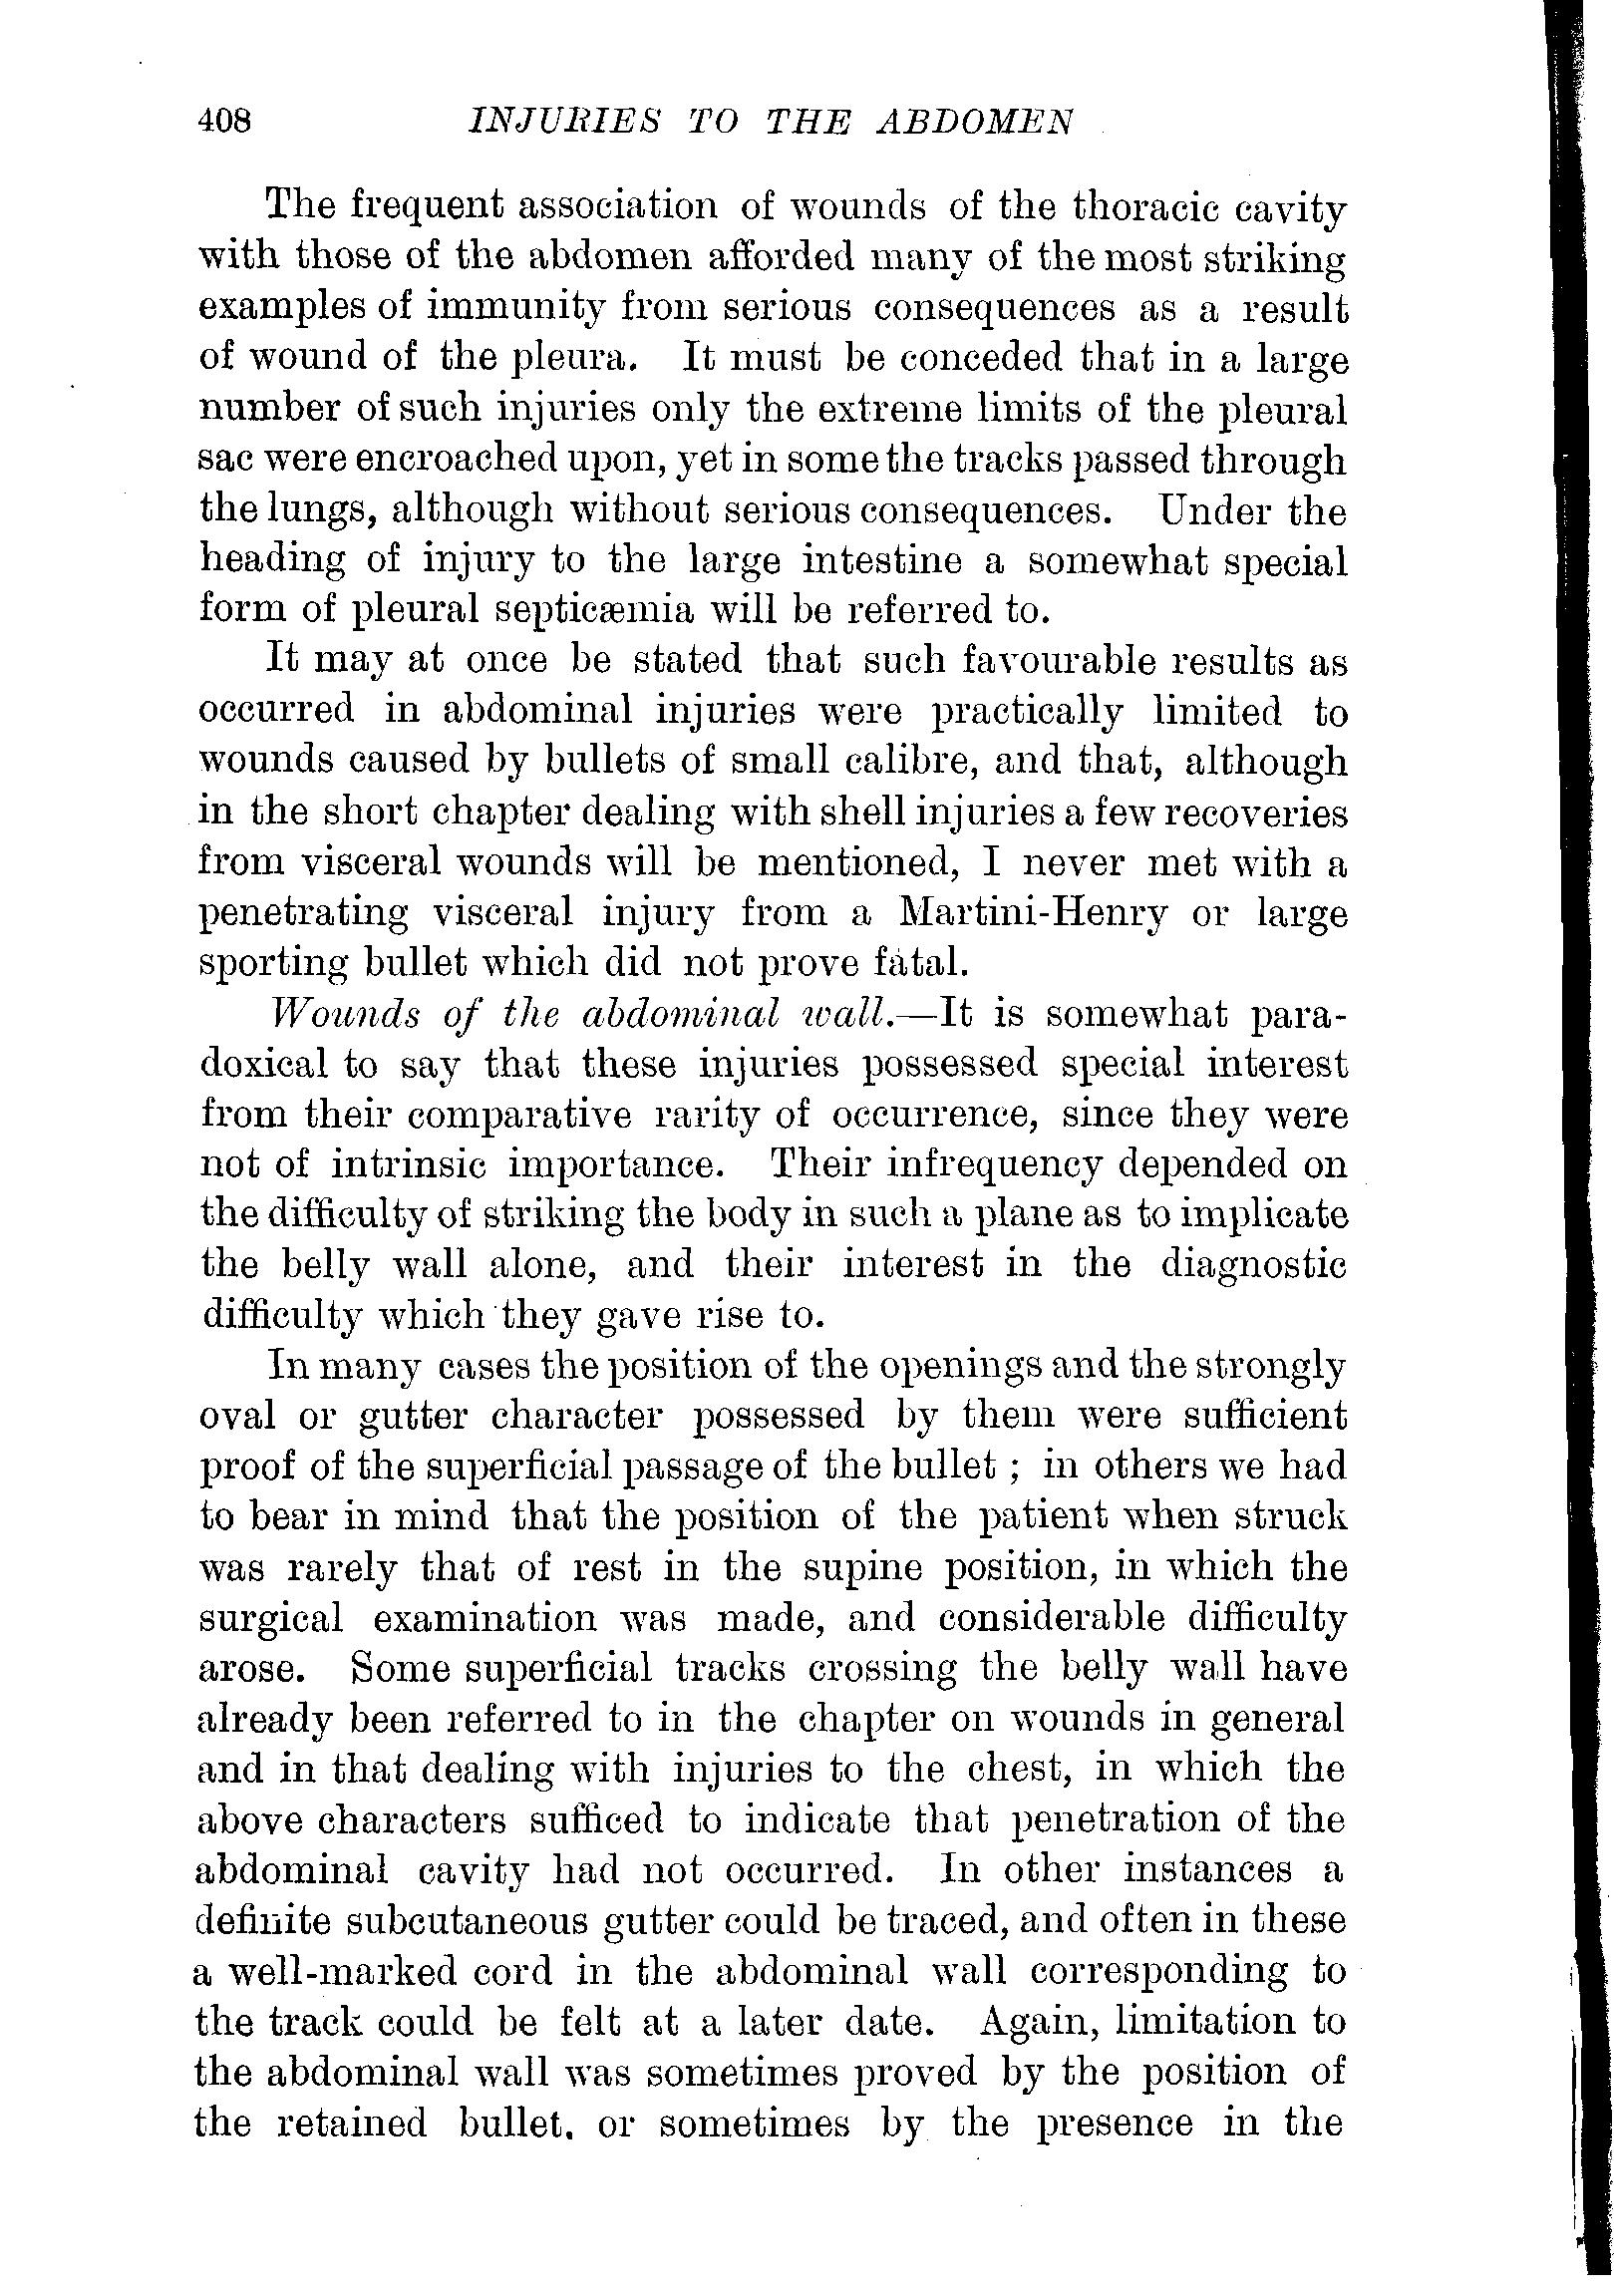 408 INJURIES TO THE ABDOMEN
The frequent association of wounds of the thoracic cavity
with those of the abdomen afforded many of the most striking
examples of immunity from serious consequences as a result
of wound of the pleura. It must be conceded that in a large
number of such injuries only the extreme limits of the pleural
sac were encroached upon, yet in some the tracks passed through
the lungs, although without serious consequences. Under the
heading of injury to the large intestine a somewhat special
form of pleural septicæmia will be referred to.
It may at once be stated that such favourable results as
occurred in abdominal injuries were practically limited to
wounds caused by bullets of small calibre, and that, although
in the short chapter dealing with shell injuries a few recoveries
from visceral wounds will be mentioned, I never met with a
penetrating visceral injury from a Martini-Henry or large
sporting bullet which did not prove fatal.
Wounds of the abdominal wall.—It is somewhat para-
doxical to say that these injuries possessed special interest
from their comparative rarity of occurrence, since they were
not of intrinsic importance. Their infrequency depended on
the difficulty of striking the body in such a plane as to implicate
the belly wall alone, and their interest in the diagnostic
difficulty which they gave rise to.
In many cases the position of the openings and the strongly
oval or gutter character possessed by them were sufficient
proof of the superficial passage of the bullet ; in others we had
to bear in mind that the position of the patient when struck
was rarely that of rest in the supine position, in which the
surgical examination was made, and considerable difficulty
arose. Some superficial tracks crossing the belly wall have
already been referred to in the chapter on wounds in general
and in that dealing with injuries to the chest, in which the
above characters sufficed to indicate that penetration of the
abdominal cavity had not occurred. In other instances a
definite subcutaneous gutter could be traced, and often in these
a well-marked cord in the abdominal wall corresponding to
the track could be felt at a later date. Again, limitation to
the abdominal wall was sometimes proved by the position of
the retained bullet, or sometimes by the presence in the